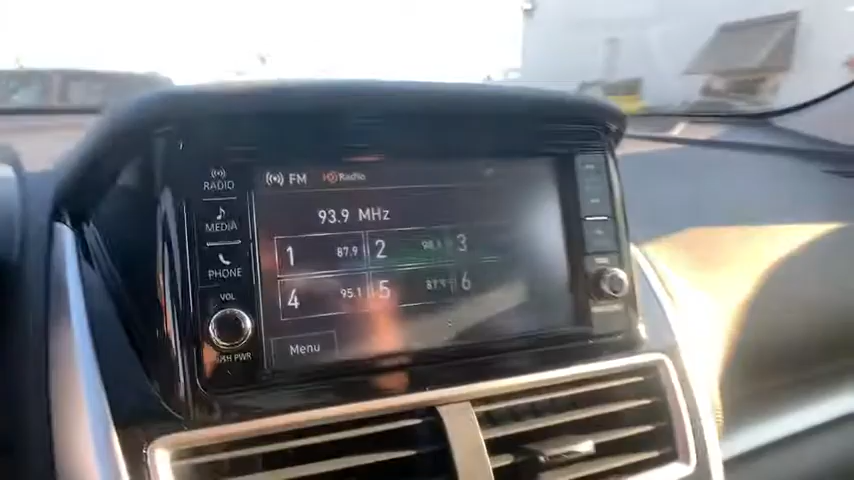 RADIO
MEDIA
PHONE
VOL
PUSH PWR
FM HD Radio
93.9 MHz
1 87.9 2 3
4 95.1 5 6
Menu